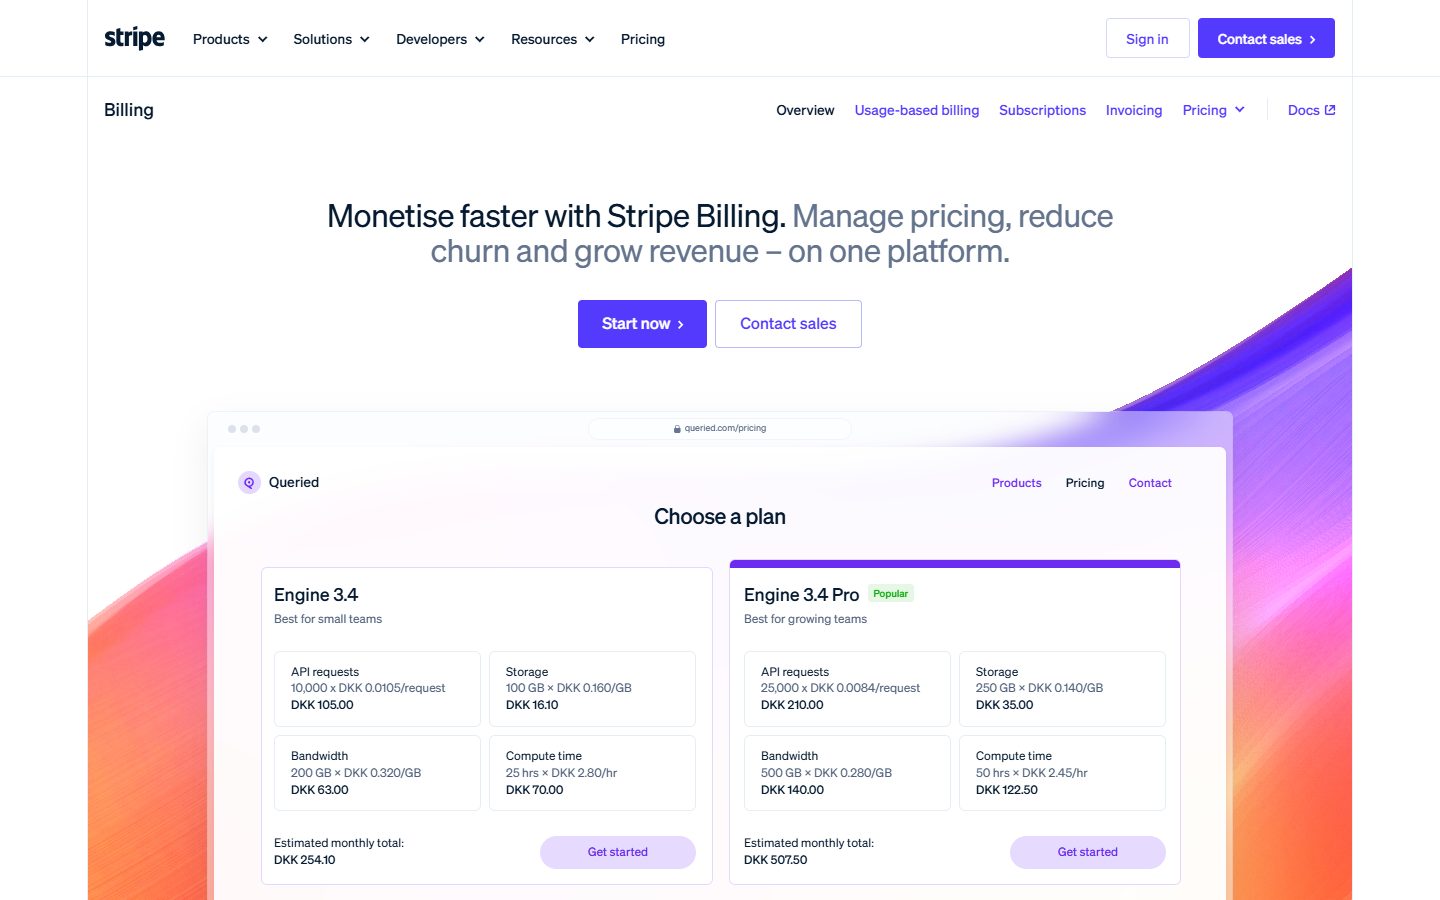 stripe Products Solutions Developers Resources Pricing Sign in Contact sales
Billing Overview Usage-based billing Subscriptions Invoicing Pricing Docs
Monetise faster with Stripe Billing. Manage pricing, reduce
churn and grow revenue – on one platform.
Start now Contact sales
queried.com/pricing
Queried Products Pricing Contact
Choose a plan
Engine 3.4
Best for small teams
API requests
10,000 x DKK 0.0105/request
DKK 105.00
Storage
100 GB × DKK 0.160/GB
DKK 16.10
Bandwidth
200 GB × DKK 0.320/GB
DKK 63.00
Compute time
25 hrs × DKK 2.80/hr
DKK 70.00
Estimated monthly total:
DKK 254.10
Get started
Engine 3.4 Pro Popular
Best for growing teams
API requests
25,000 x DKK 0.0084/request
DKK 210.00
Storage
250 GB × DKK 0.140/GB
DKK 35.00
Bandwidth
500 GB × DKK 0.280/GB
DKK 140.00
Compute time
50 hrs × DKK 2.45/hr
DKK 122.50
Estimated monthly total:
DKK 507.50
Get started